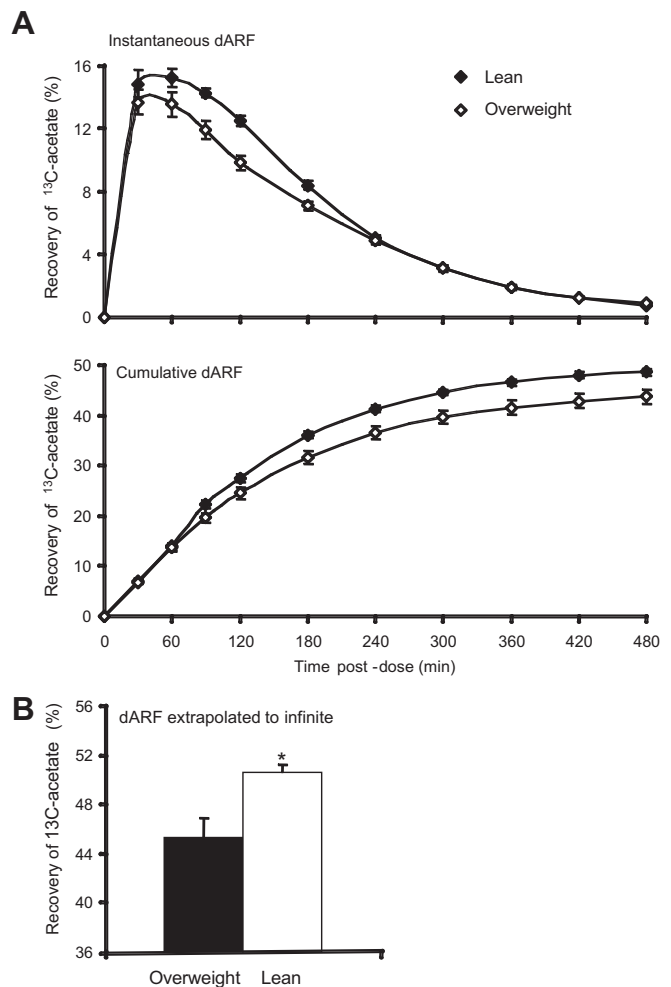 A
Instantaneous dARF
Recovery of ¹³C-acetate (%)
16
12
8
4
0
Lean
Overweight
Cumulative dARF
Recovery of ¹³C-acetate (%)
50
40
30
20
10
0
0 60 120 180 240 300 360 420 480
Time post -dose (min)
B
dARF extrapolated to infinite
Recovery of 13C-acetate (%)
56
52
48
44
40
36
*
Overweight Lean